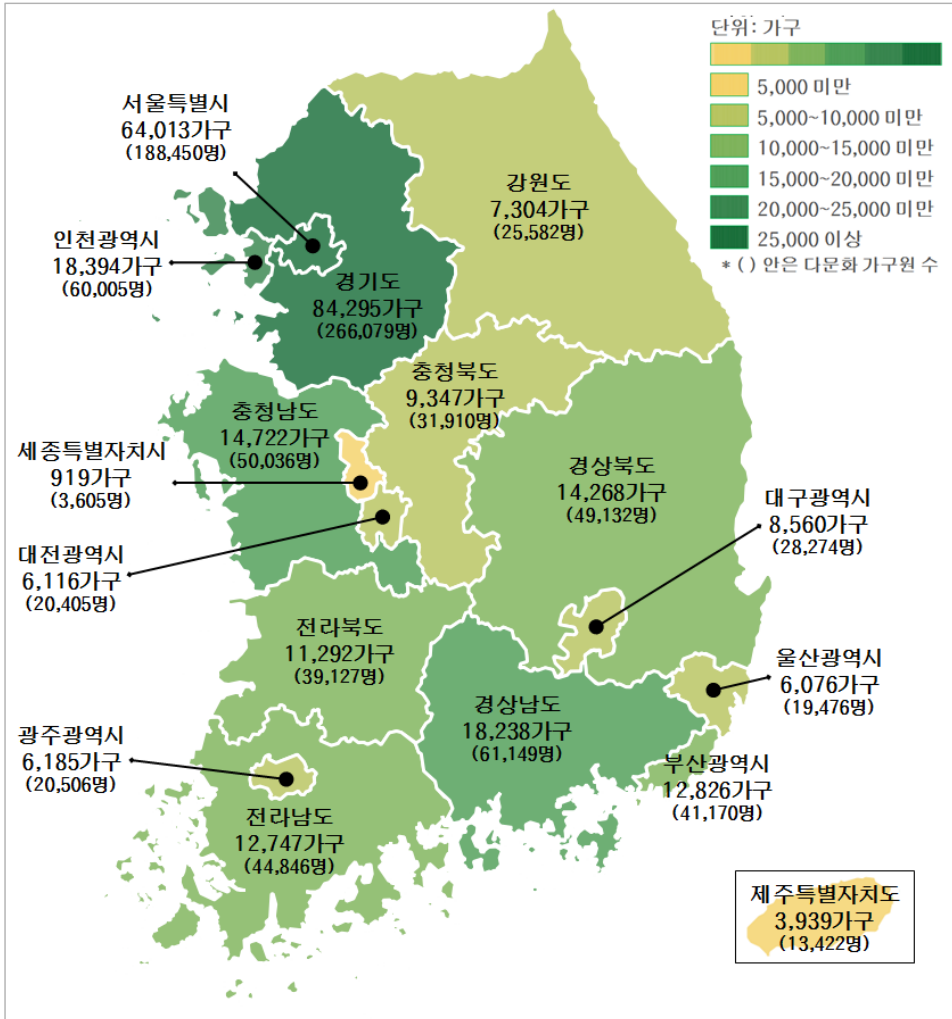 단위: 가구
5,000 미만
5,000~10,000 미만
10,000~15,000 미만
15,000~20,000 미만
20,000~25,000 미만
25,000 이상
* ( ) 안은 다문화 가구원 수
서울특별시
64,013가구
(188,450명)
인천광역시
18,394가구
(60,005명)
경기도
84,295가구
(266,079명)
강원도
7,304가구
(25,582명)
충청북도
9,347가구
(31,910명)
충청남도
14,722가구
(50,036명)
세종특별자치시
919가구
(3,605명)
대전광역시
6,116가구
(20,405명)
경상북도
14,268가구
(49,132명)
대구광역시
8,560가구
(28,274명)
전라북도
11,292가구
(39,127명)
울산광역시
6,076가구
(19,476명)
경상남도
18,238가구
(61,149명)
광주광역시
6,185가구
(20,506명)
부산광역시
12,826가구
(41,170명)
전라남도
12,747가구
(44,846명)
제주특별자치도
3,939가구
(13,422명)